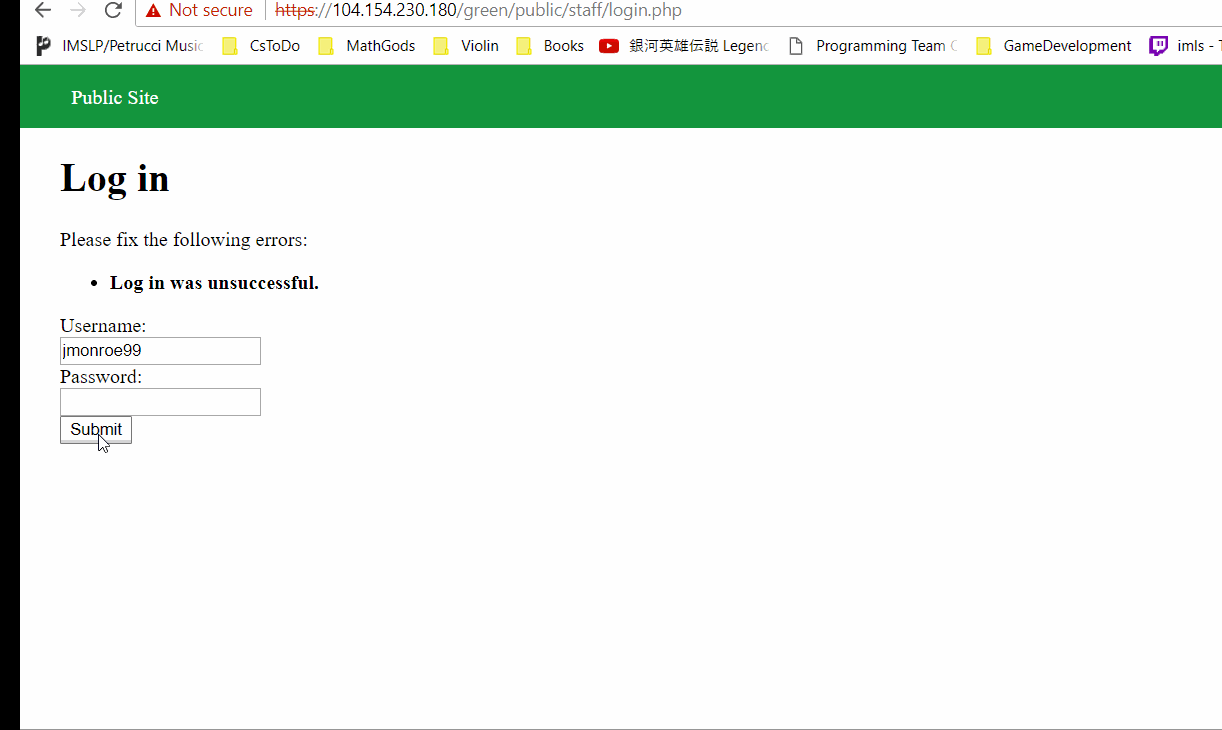 Not secure https://104.154.230.180/green/public/staff/login.php
IMSLP/Petrucci Music CsToDo MathGods Violin Books 銀河英雄伝説 Legend Programming Team GameDevelopment imls -
Public Site
Log in
Please fix the following errors:
• Log in was unsuccessful.
Username:
jmonroe99
Password:
Submit